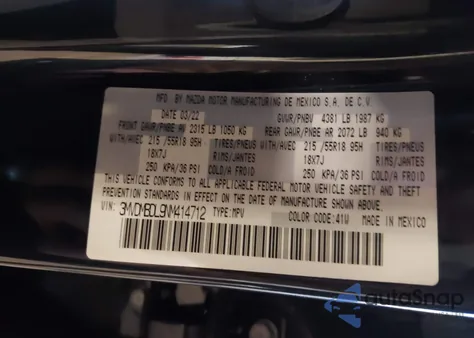 MFG BY MAZDA MOTOR MANUFACTURING DE MEXICO S.A. DE C.V.
DATE 03/22 GVWR/PNBV 4381 LB 1987 KG
FRONT GAWR/PNBE AV 2315 LB 1050 KG REAR GAWR/PNBE AR 2072 LB 940 KG
WITH/AVEC 215/55R18 95H TIRES/PNEUS WITH/AVEC 215/55R18 95H TIRES/PNEUS
18X7J RIMS/JANTES 18X7J RIMS/JANTES
250 KPA/36 PSI COLD/A FROID 250 KPA/36 PSI COLD/A FROID
THIS VEHICLE CONFORMS TO ALL APPLICABLE FEDERAL MOTOR VEHICLE SAFETY AND THEFT
PREVENTION STANDARDS IN EFFECT ON THE DATE OF MANUFACTURE SHOWN ABOVE.
VIN: 3MVDMBDL9NM414712 TYPE: MPV COLOR CODE: 41W MADE IN MEXICO
autoSnap